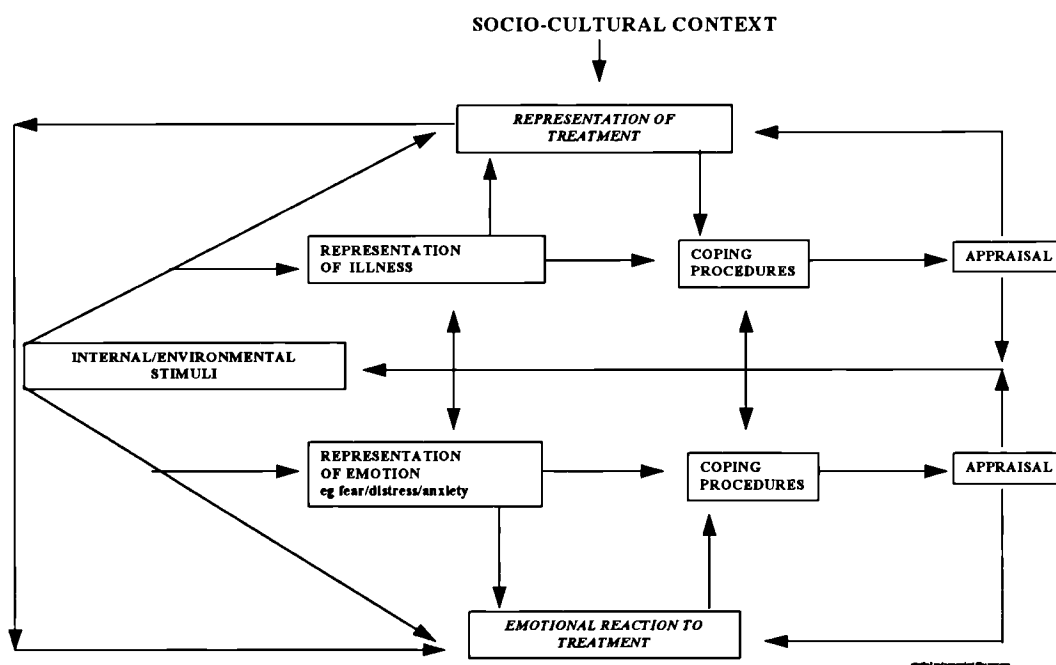 SOCIO-CULTURAL CONTEXT
REPRESENTATION OF
TREATMENT
REPRESENTATION
OF ILLNESS
COPING
PROCEDURES
APPRAISAL
INTERNAL/ENVIRONMENTAL
STIMULI
REPRESENTATION
OF EMOTION
eg fear/distress/anxiety
COPING
PROCEDURES
APPRAISAL
EMOTIONAL REACTION TO
TREATMENT